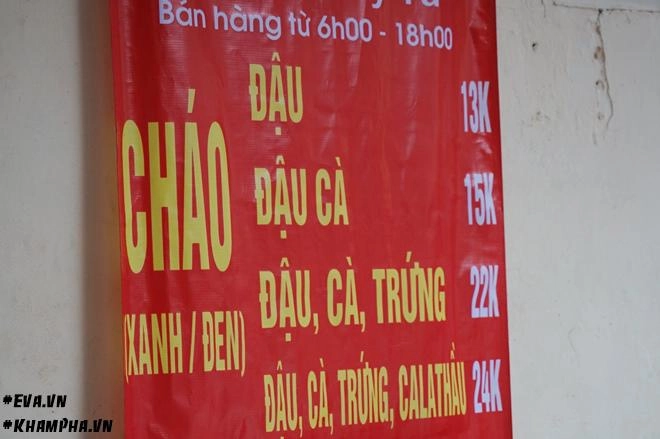 Bán hàng từ 6h00 - 18h00
CHÁO
(XANH / ĐEN)
ĐẬU 13K
ĐẬU CÀ 15K
ĐẬU, CÀ, TRỨNG 22K
ĐẬU, CÀ, TRỨNG, CALATHẦU 24K
#EVA.VN
#KHAMPHA.VN